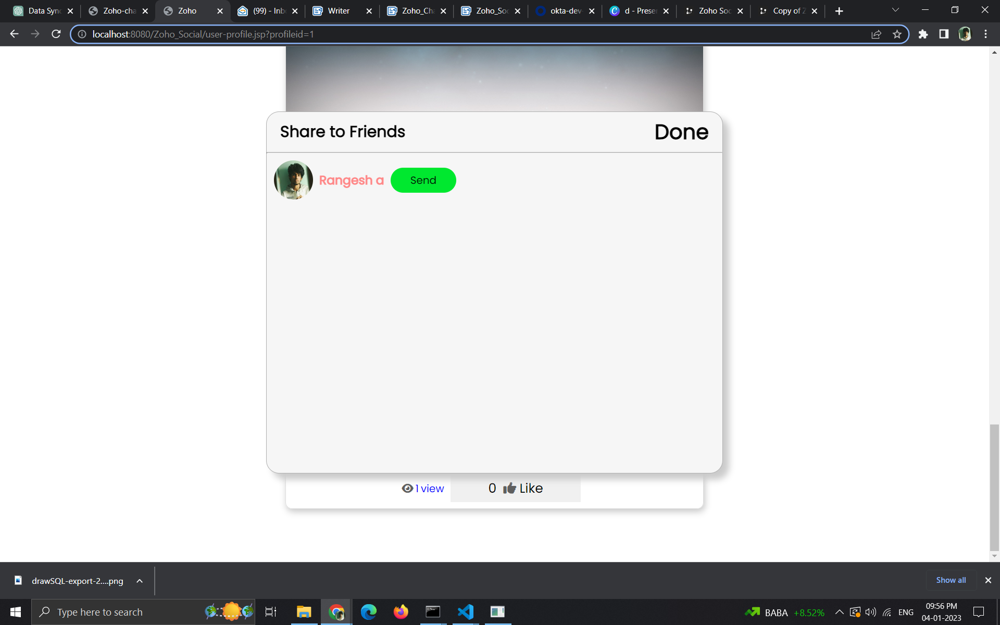 Data Sync
Zoho-cha
Zoho
(99) - Inb
Writer
Zoho_Cha
Zoho_Soc
okta-dev-
d - Presen
Zoho Soc
Copy of Z
localhost:8080/Zoho_Social/user-profile.jsp?profileid=1
Share to Friends
Done
Rangesh a
Send
1 view
0
Like
drawSQL-export-2....png
Show all
Type here to search
BABA +8.52%
ENG
09:56 PM
04-01-2023